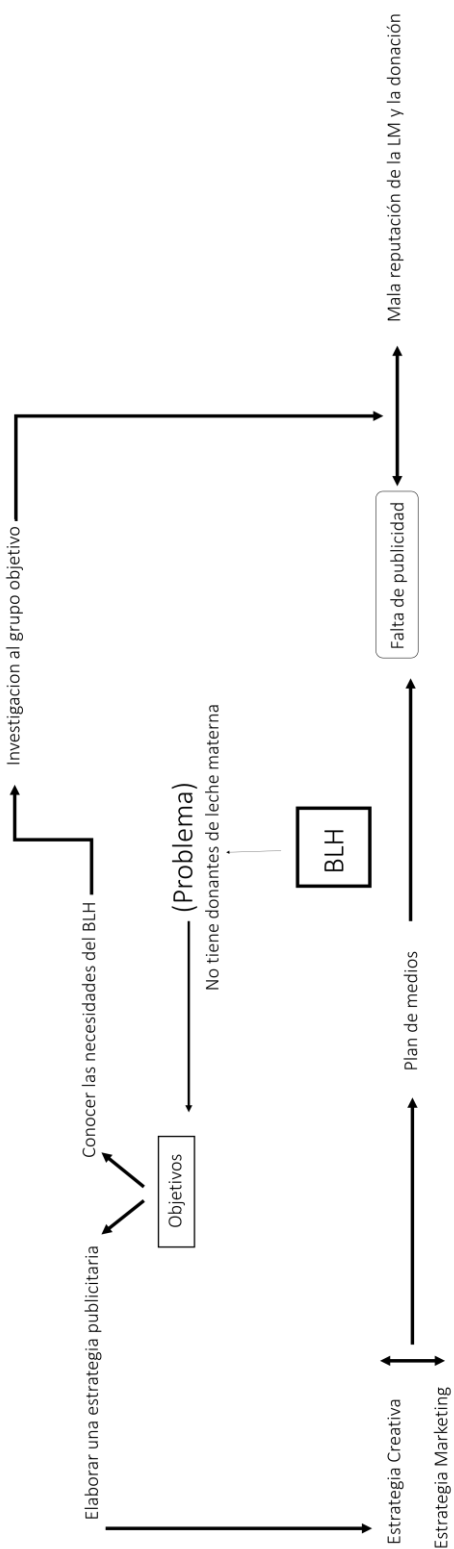 Elaborar una estrategia publicitaria
Conocer las necesidades del BLH
Investigacion al grupo objetivo
Objetivos
(Problema)
No tiene donantes de leche materna
BLH
Estrategia Creativa
Estrategia Marketing
Plan de medios
Falta de publicidad
Mala reputación de la LM y la donación